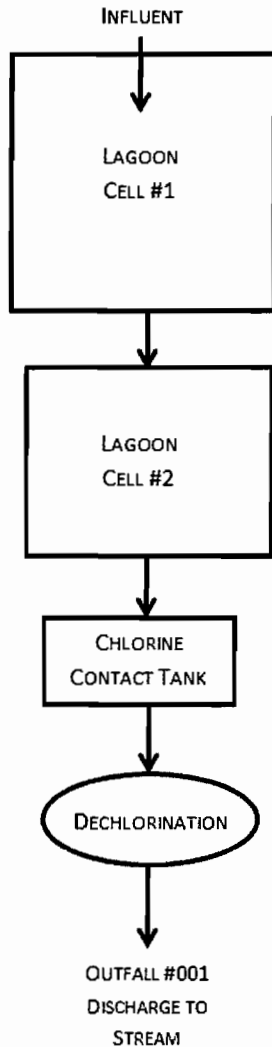 INFLUENT
LAGOON
CELL #1
LAGOON
CELL #2
CHLORINE
CONTACT TANK
DECHLORINATION
OUTFALL #001
DISCHARGE TO
STREAM